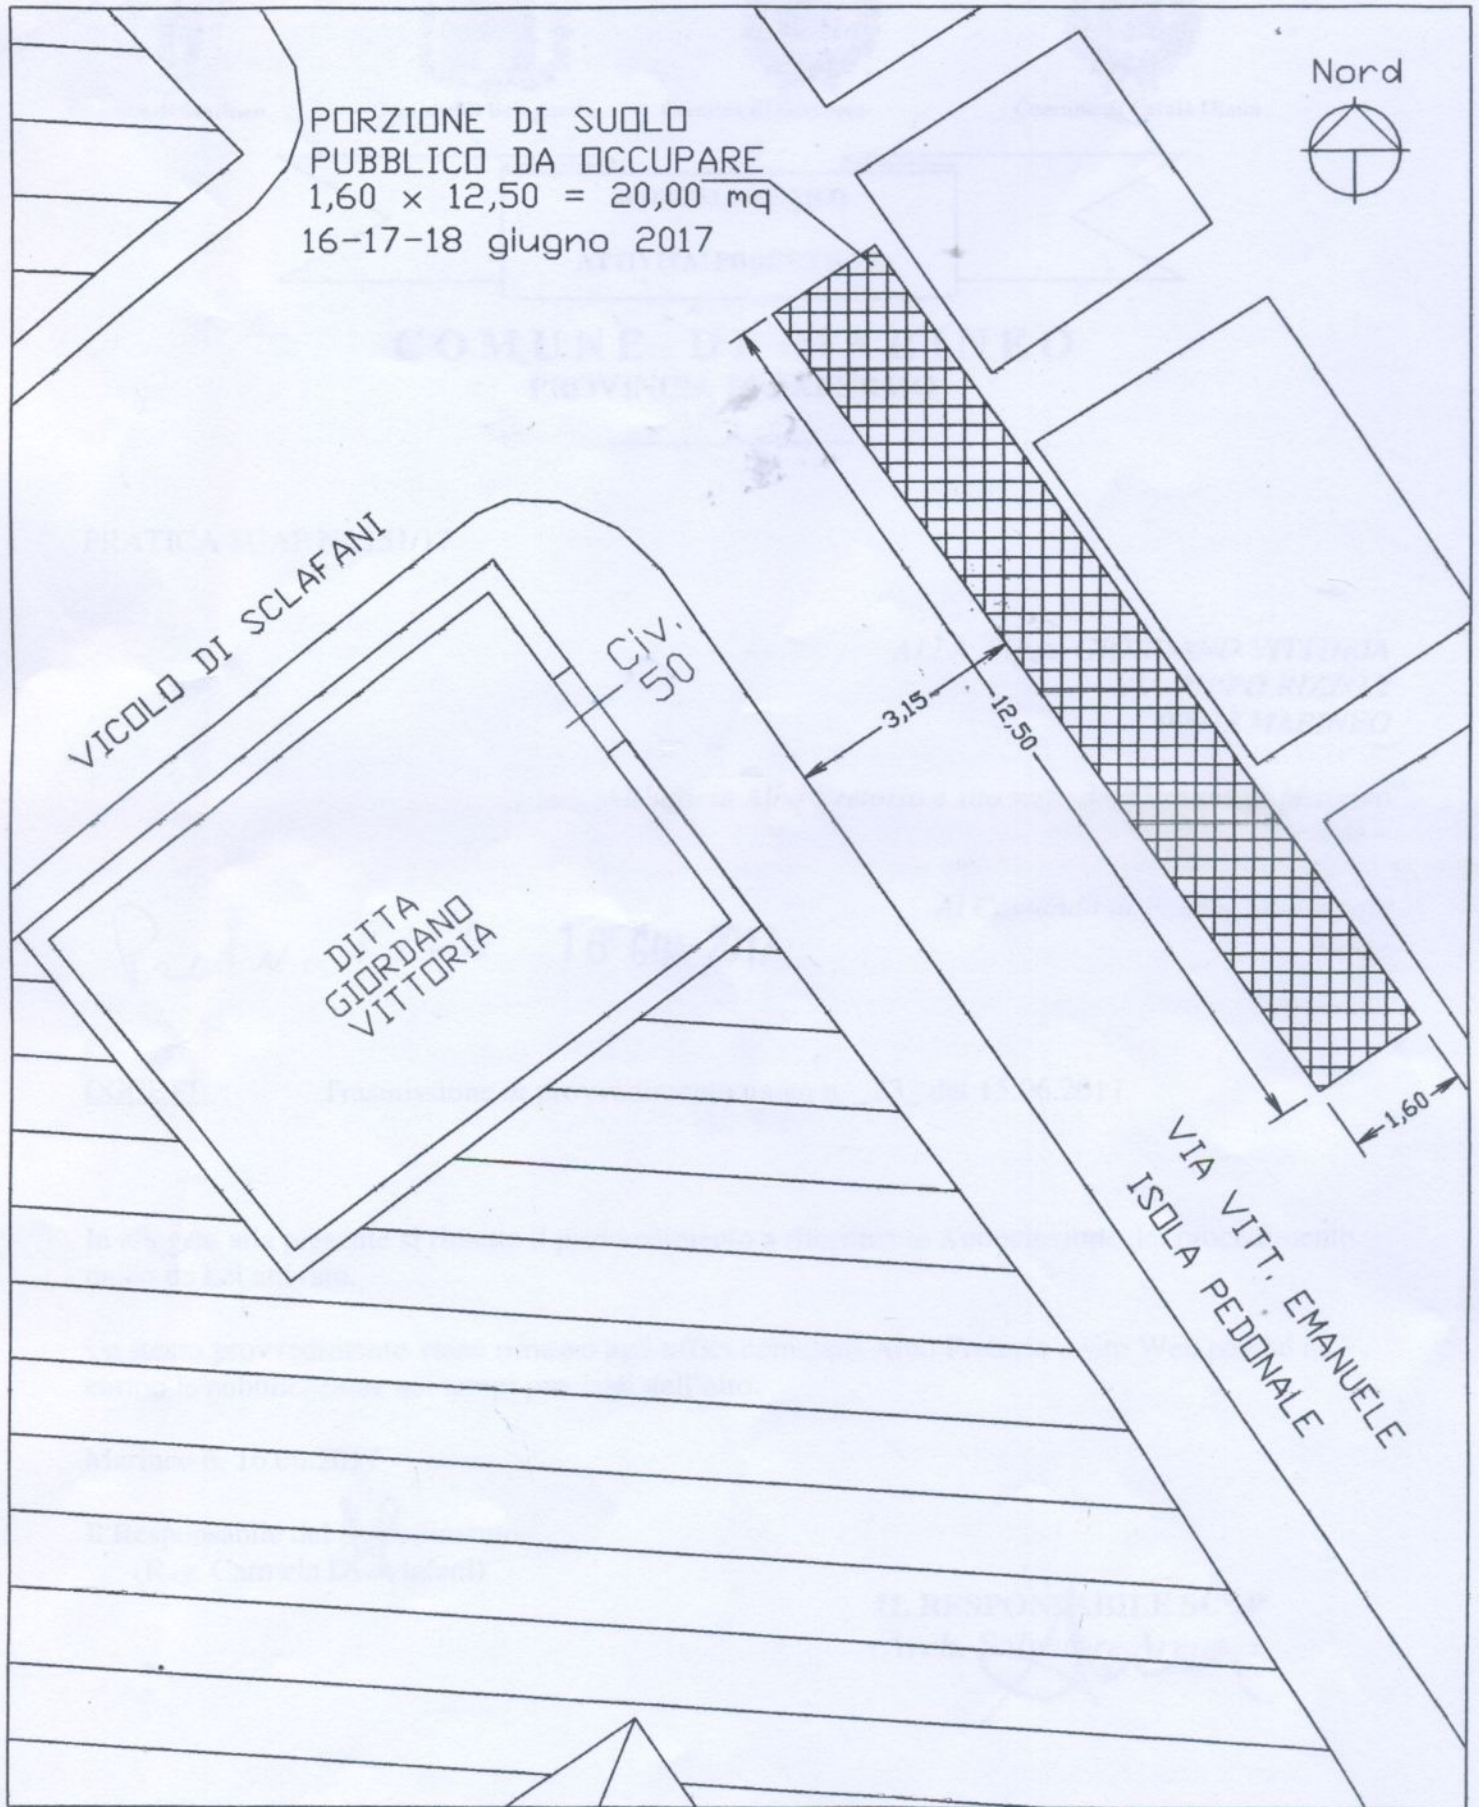 Nord
PORZIONE DI SUOLO
PUBBLICO DA OCCUPARE
1,60 x 12,50 = 20,00 mq
16-17-18 giugno 2017
VICOLO DI SCLAFANI
Civ.
50
3,15
12,50
DITTA
GIORDANO
VITTORIA
1,60
VIA VITT. EMANUELE
ISOLA PEDONALE